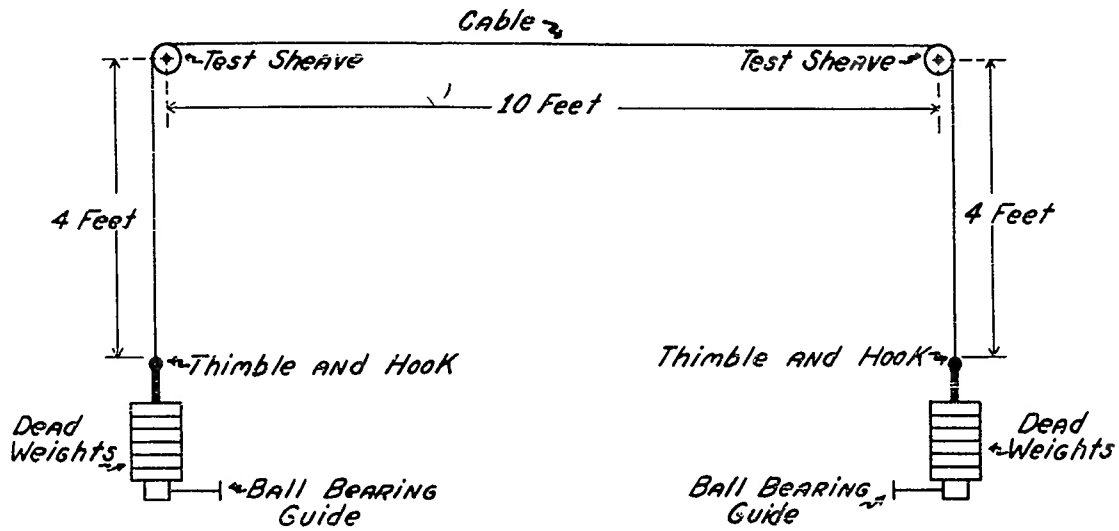 Cable
Test Sheave
Test Sheave
10 Feet
4 Feet
4 Feet
Thimble and Hook
Thimble and Hook
Dead
Weights
Dead
Weights
Ball Bearing
Guide
Ball Bearing
Guide